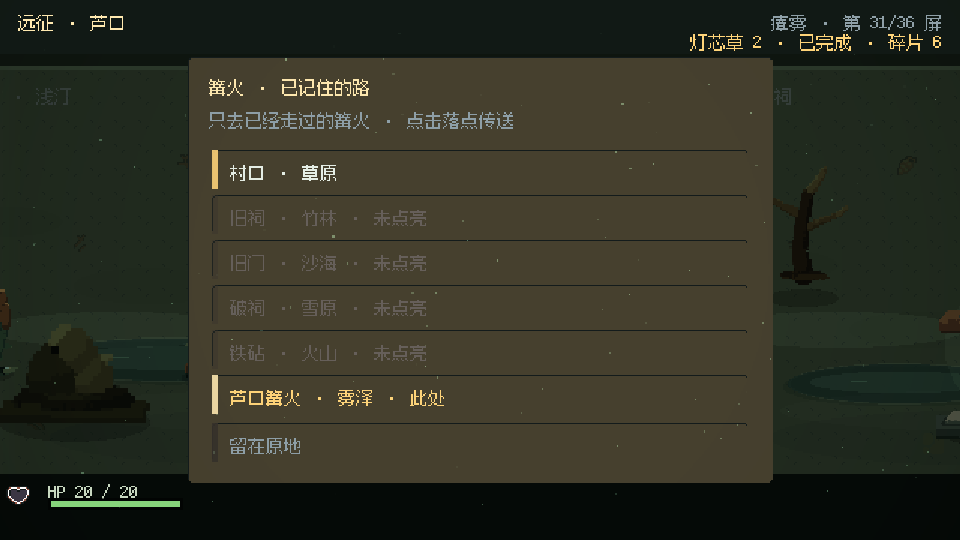 远征 · 芦口
瘴雾 · 第 31/36 屏
灯芯草 2 · 已完成 · 碎片 6
· 浅汀
祠
篝火 · 已记住的路
只去已经走过的篝火 · 点击落点传送
村口 · 草原
旧祠 · 竹林 · 未点亮
旧门 · 沙海 · 未点亮
破祠 · 雪原 · 未点亮
铁砧 · 火山 · 未点亮
芦口篝火 · 雾泽 · 此处
留在原地
HP 20 / 20